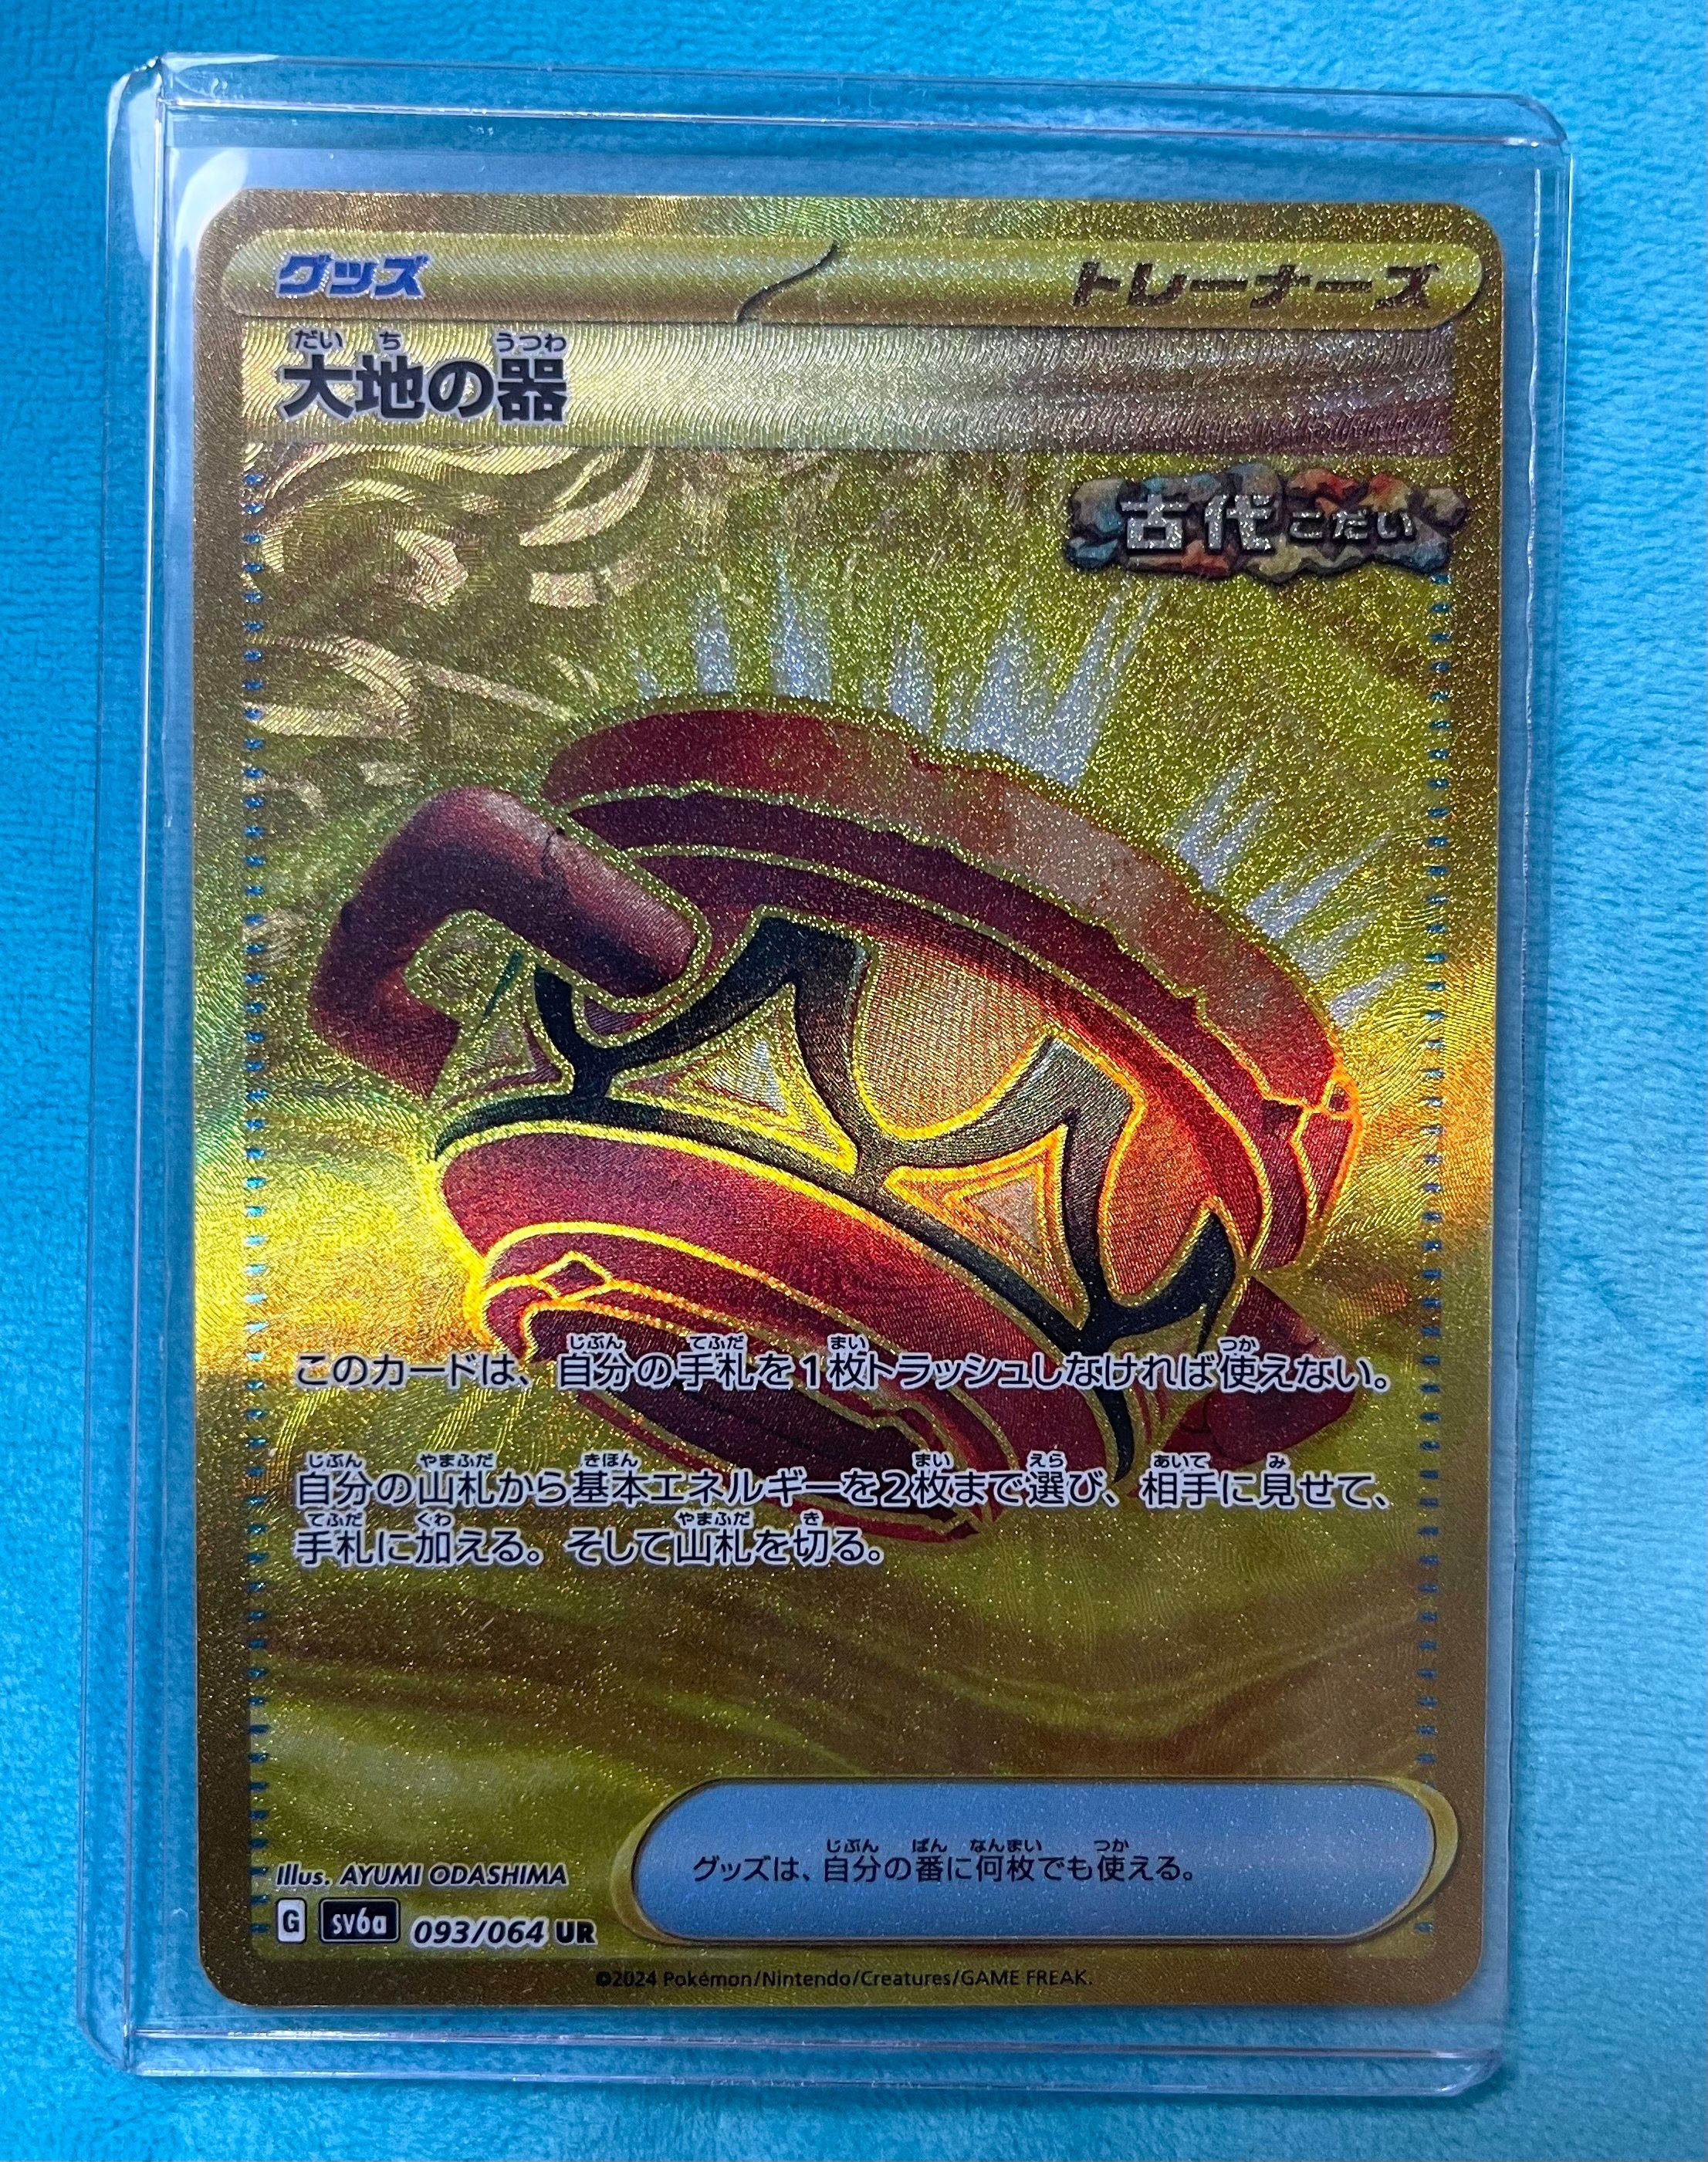 グッズ トレーナーズ
だい ち うつわ
大地の器
古代 こだい
じぶん てふだ まい つか
このカードは、自分の手札を1枚トラッシュしなければ使えない。
じぶん やまふだ きほん まい えら あいて み
自分の山札から基本エネルギーを2枚まで選び、相手に見せて、
てふだ くわ やまふだ き
手札に加える。そして山札を切る。
じぶん ばん なんまい つか
グッズは、自分の番に何枚でも使える。
Illus. AYUMI ODASHIMA
G sv6a 093/064 UR
©2024 Pokémon/Nintendo/Creatures/GAME FREAK.